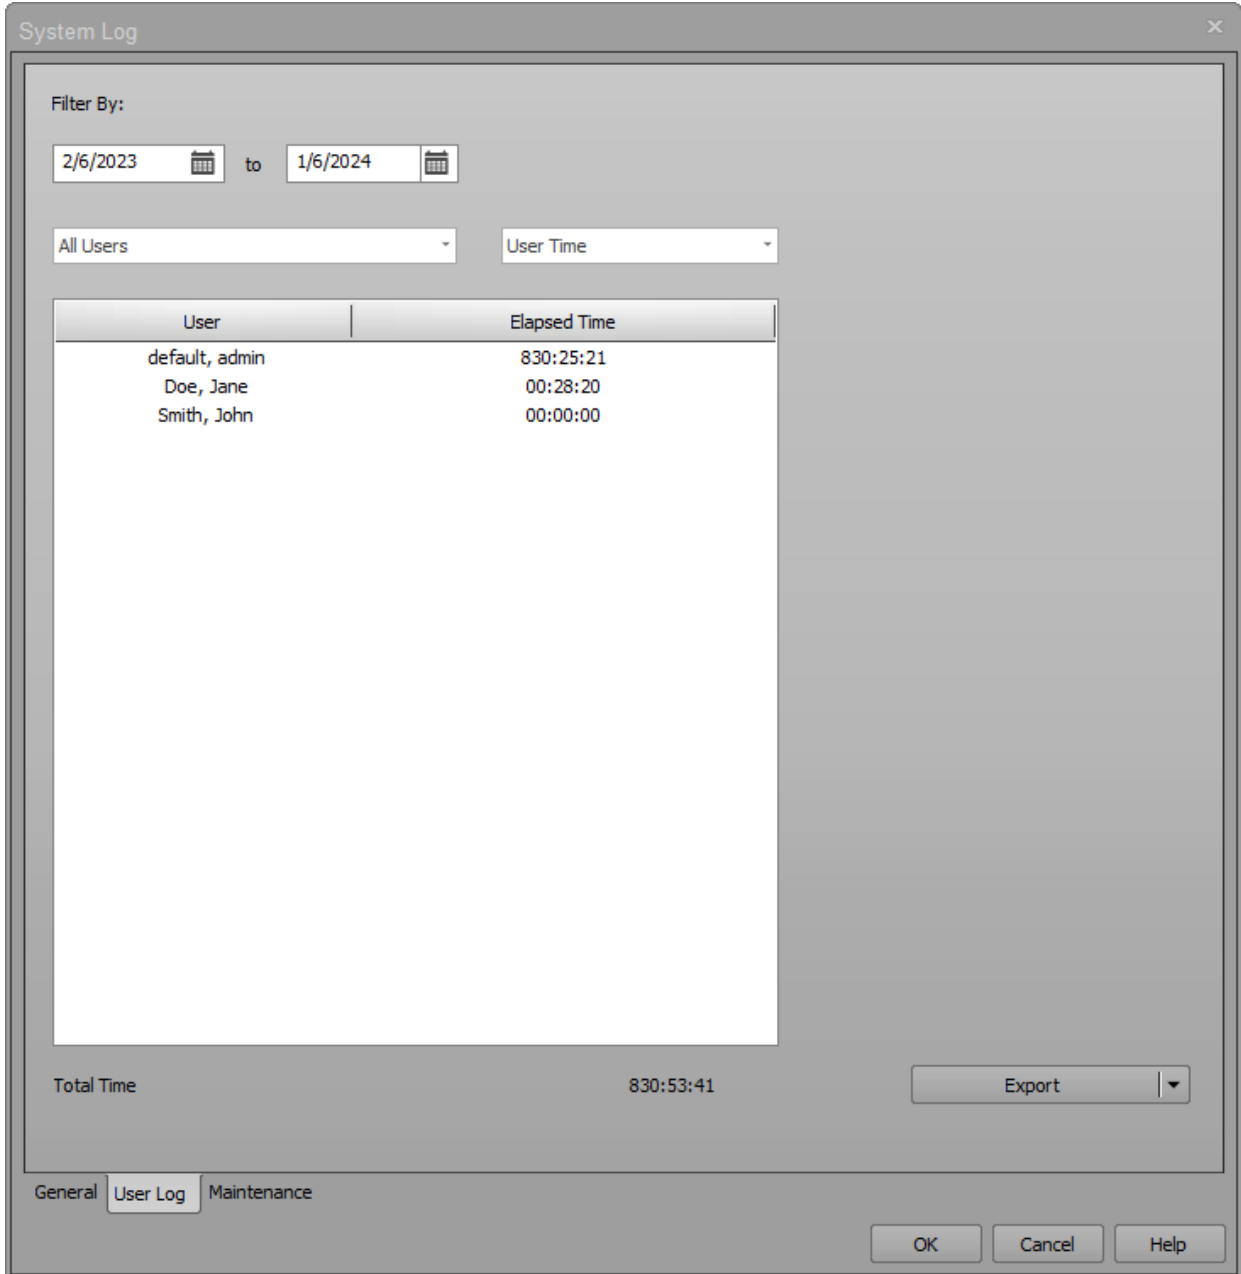 System Log
Filter By:
2/6/2023 to 1/6/2024
All Users User Time
User Elapsed Time
default, admin 830:25:21
Doe, Jane 00:28:20
Smith, John 00:00:00
Total Time 830:53:41 Export
General User Log Maintenance
OK Cancel Help